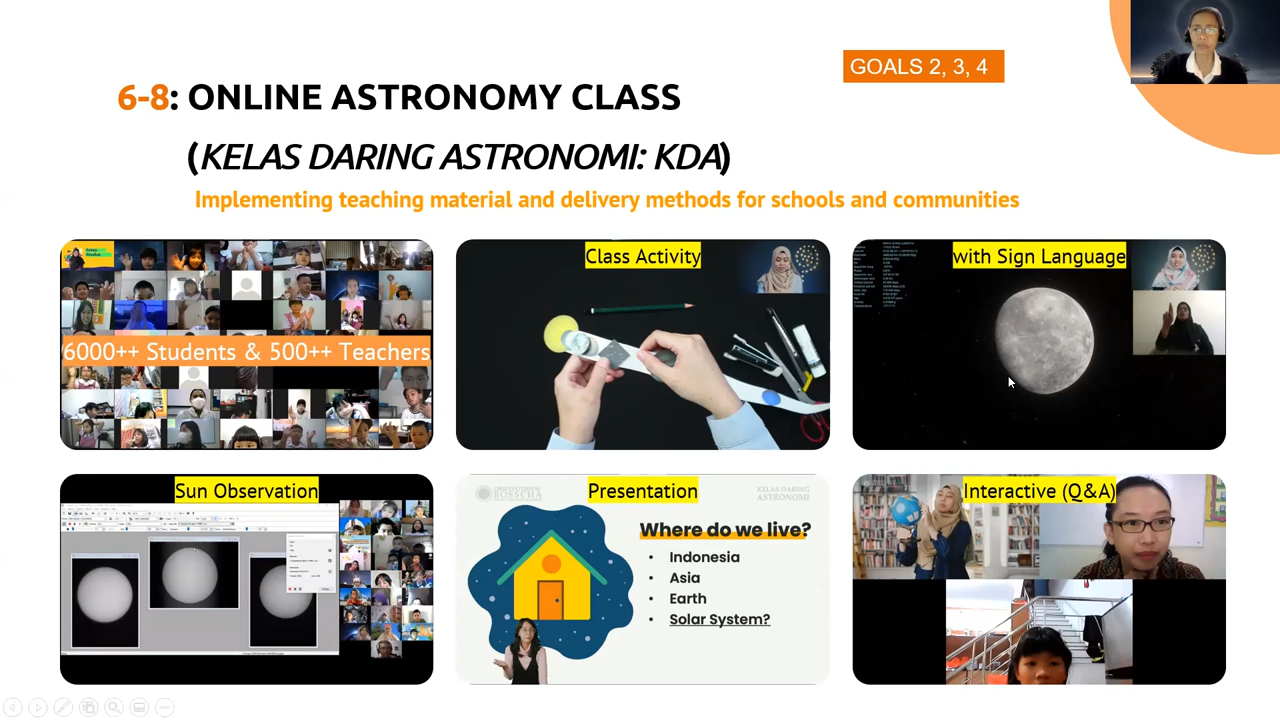 GOALS 2, 3, 4
6-8: ONLINE ASTRONOMY CLASS
(KELAS DARING ASTRONOMI: KDA)
Implementing teaching material and delivery methods for schools and communities
6000++ Students & 500++ Teachers
Class Activity
with Sign Language
Sun Observation
Presentation
BOSSCHA
KELAS DARING
ASTRONOMI
Where do we live?
• Indonesia
• Asia
• Earth
• Solar System?
Interactive (Q&A)